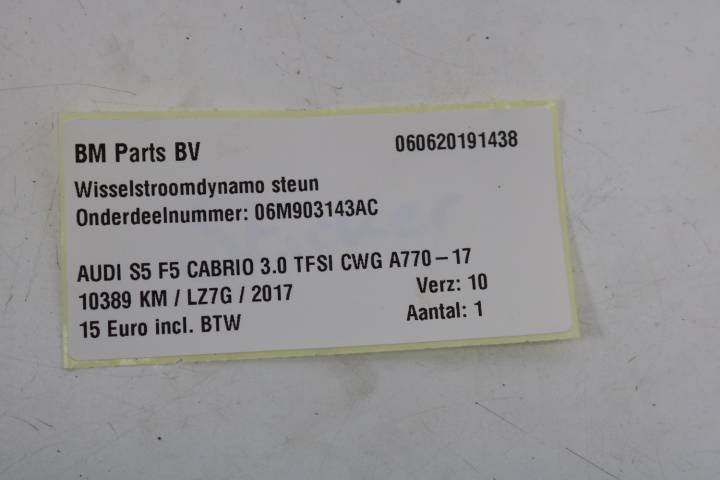 BM Parts BV 060620191438
Wisselstroomdynamo steun
Onderdeelnummer: 06M903143AC
AUDI S5 F5 CABRIO 3.0 TFSI CWG A770-17
10389 KM / LZ7G / 2017 Verz: 10
15 Euro incl. BTW Aantal: 1